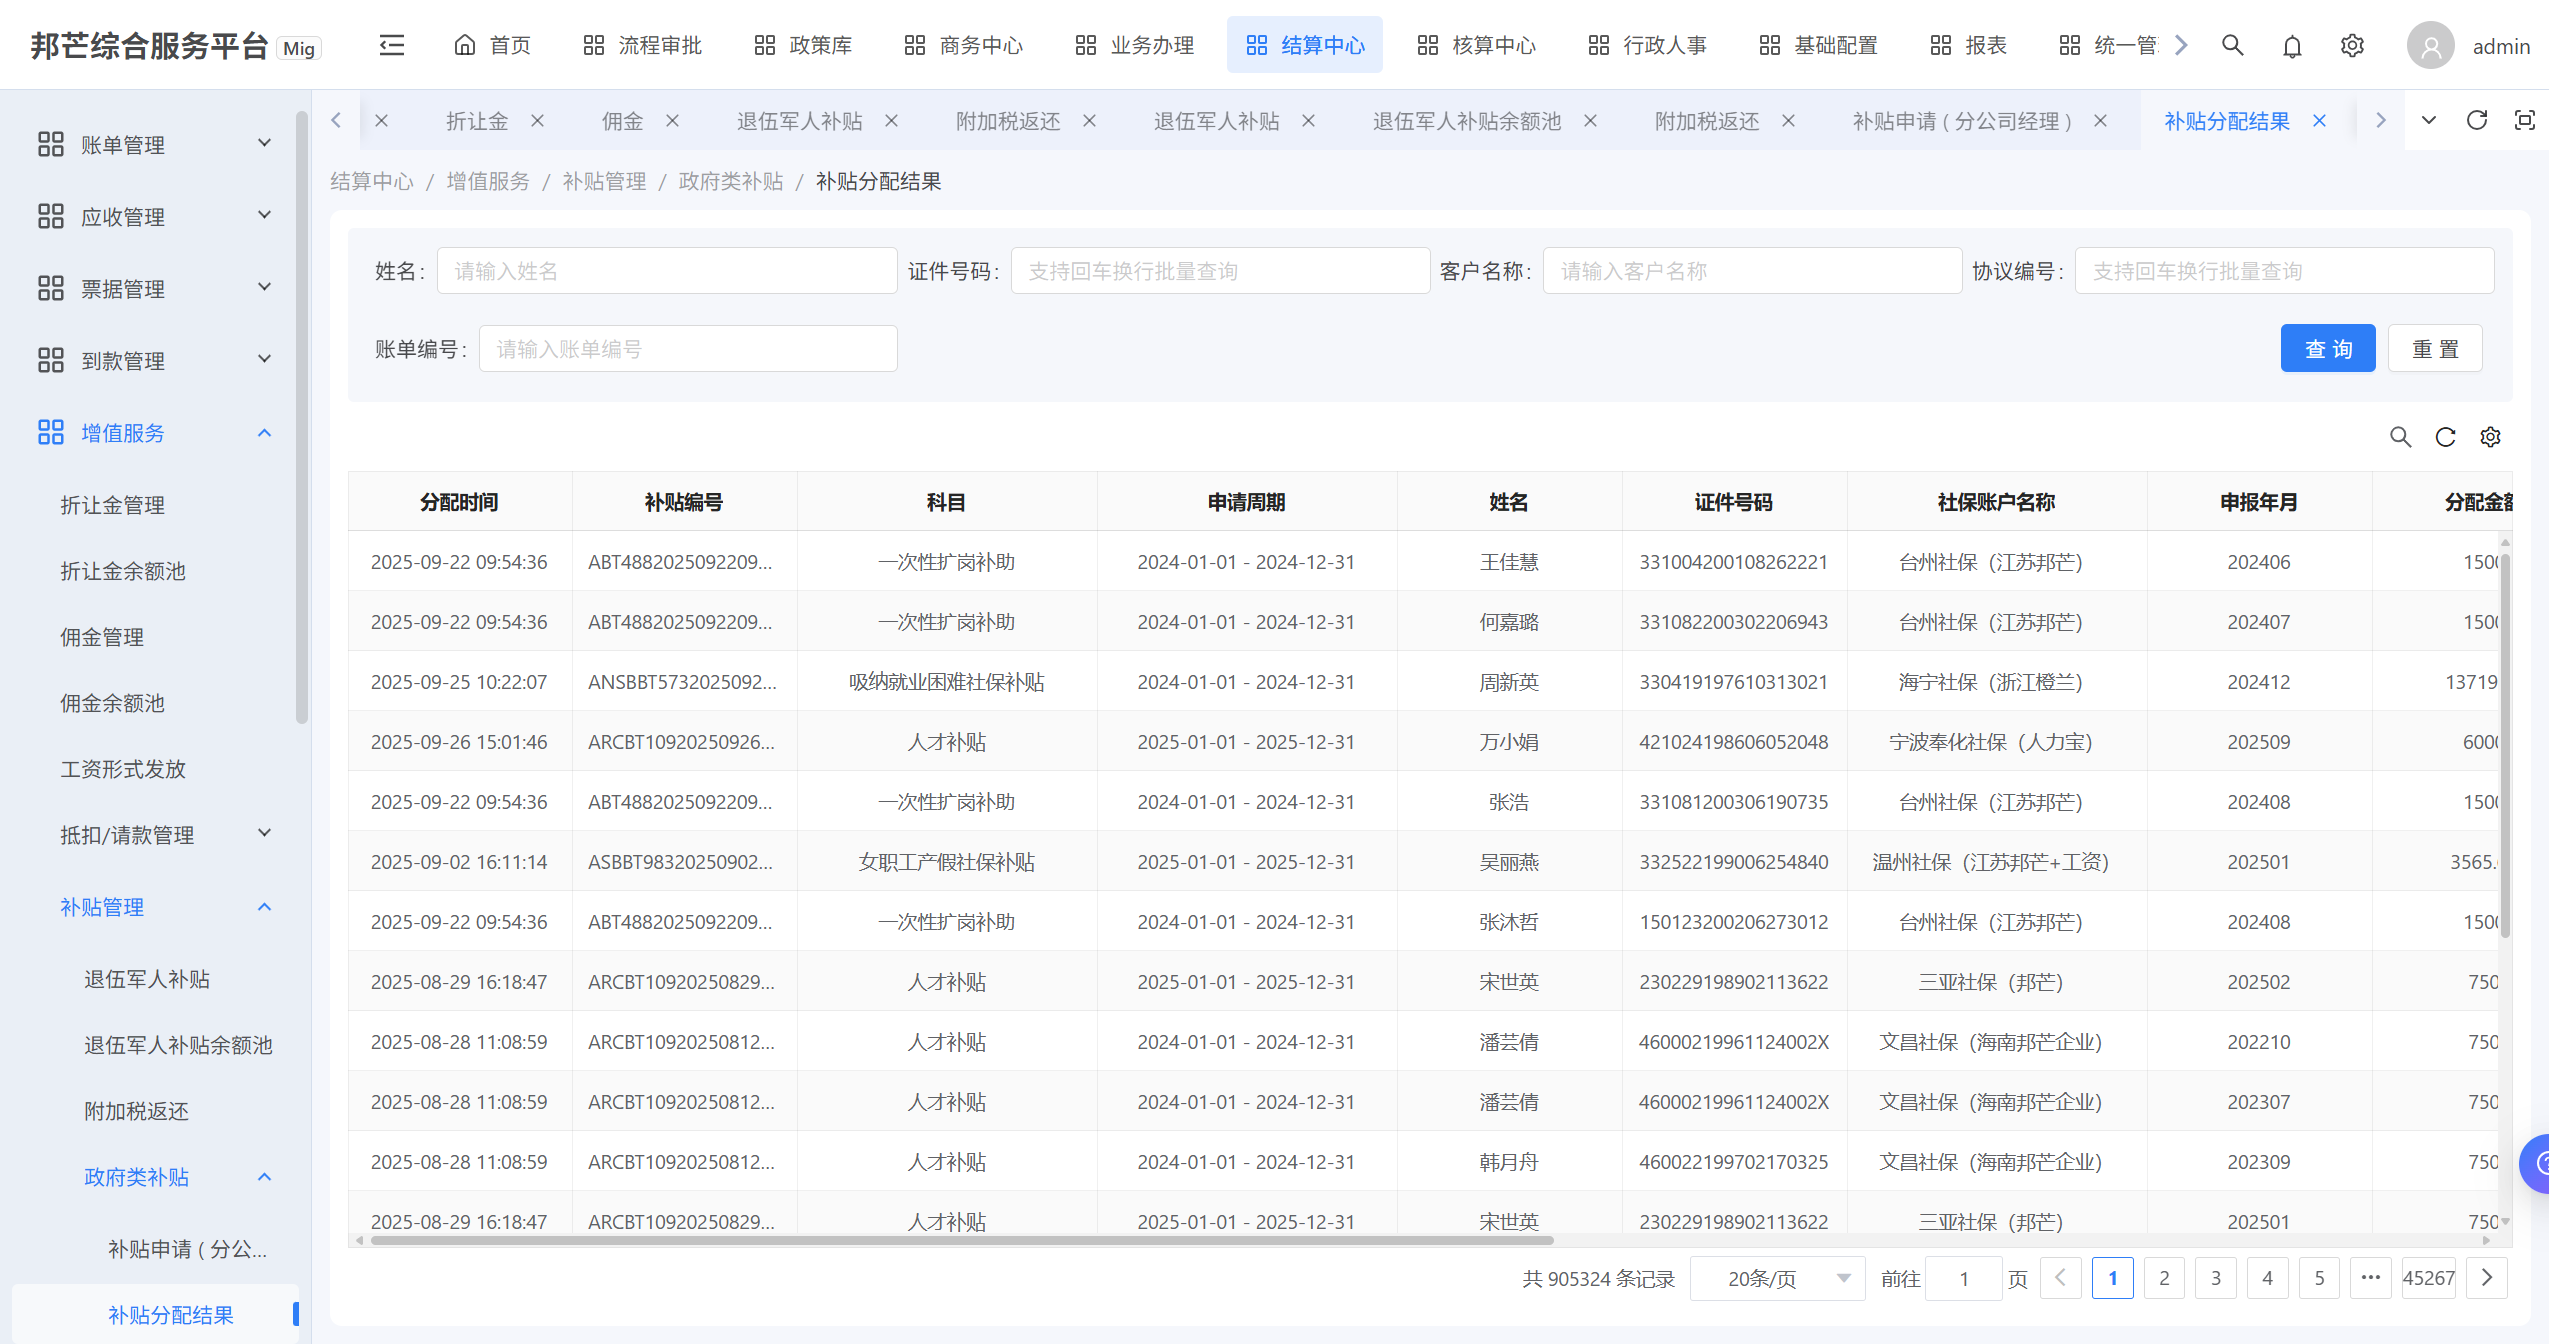 邦芒综合服务平台 Mig 首页 流程审批 政策库 商务中心 业务办理 结算中心 核算中心 行政人事 基础配置 报表 统一管 admin
折让金 佣金 退伍军人补贴 附加税返还 退伍军人补贴 退伍军人补贴余额池 附加税返还 补贴申请 ( 分公司经理 ) 补贴分配结果
结算中心 / 增值服务 / 补贴管理 / 政府类补贴 / 补贴分配结果
账单管理
应收管理
票据管理
到款管理
增值服务
折让金管理
折让金余额池
佣金管理
佣金余额池
工资形式发放
抵扣/请款管理
补贴管理
退伍军人补贴
退伍军人补贴余额池
附加税返还
政府类补贴
补贴申请 ( 分公...
补贴分配结果
姓名: 请输入姓名 证件号码: 支持回车换行批量查询 客户名称: 请输入客户名称 协议编号: 支持回车换行批量查询
账单编号: 请输入账单编号 查 询 重 置
分配时间 补贴编号 科目 申请周期 姓名 证件号码 社保账户名称 申报年月 分配金额
2025-09-22 09:54:36 ABT4882025092209... 一次性扩岗补助 2024-01-01 - 2024-12-31 王佳慧 331004200108262221 台州社保（江苏邦芒） 202406 1500
2025-09-22 09:54:36 ABT4882025092209... 一次性扩岗补助 2024-01-01 - 2024-12-31 何嘉璐 331082200302206943 台州社保（江苏邦芒） 202407 1500
2025-09-25 10:22:07 ANSBBT5732025092... 吸纳就业困难社保补贴 2024-01-01 - 2024-12-31 周新英 330419197610313021 海宁社保（浙江橙兰） 202412 13719
2025-09-26 15:01:46 ARCBT10920250926... 人才补贴 2025-01-01 - 2025-12-31 万小娟 421024198606052048 宁波奉化社保（人力宝） 202509 6000
2025-09-22 09:54:36 ABT4882025092209... 一次性扩岗补助 2024-01-01 - 2024-12-31 张浩 331081200306190735 台州社保（江苏邦芒） 202408 1500
2025-09-02 16:11:14 ASBBT98320250902... 女职工产假社保补贴 2025-01-01 - 2025-12-31 吴丽燕 332522199006254840 温州社保（江苏邦芒+工资） 202501 3565.
2025-09-22 09:54:36 ABT4882025092209... 一次性扩岗补助 2024-01-01 - 2024-12-31 张沐哲 150123200206273012 台州社保（江苏邦芒） 202408 1500
2025-08-29 16:18:47 ARCBT10920250829... 人才补贴 2025-01-01 - 2025-12-31 宋世英 230229198902113622 三亚社保（邦芒） 202502 750
2025-08-28 11:08:59 ARCBT10920250812... 人才补贴 2024-01-01 - 2024-12-31 潘芸倩 46000219961124002X 文昌社保（海南邦芒企业） 202210 750
2025-08-28 11:08:59 ARCBT10920250812... 人才补贴 2024-01-01 - 2024-12-31 潘芸倩 46000219961124002X 文昌社保（海南邦芒企业） 202307 750
2025-08-28 11:08:59 ARCBT10920250812... 人才补贴 2024-01-01 - 2024-12-31 韩月舟 460022199702170325 文昌社保（海南邦芒企业） 202309 750
2025-08-29 16:18:47 ARCBT10920250829... 人才补贴 2025-01-01 - 2025-12-31 宋世英 230229198902113622 三亚社保（邦芒） 202501 750
共 905324 条记录 20条/页 前往 1 页 1 2 3 4 5 ••• 45267